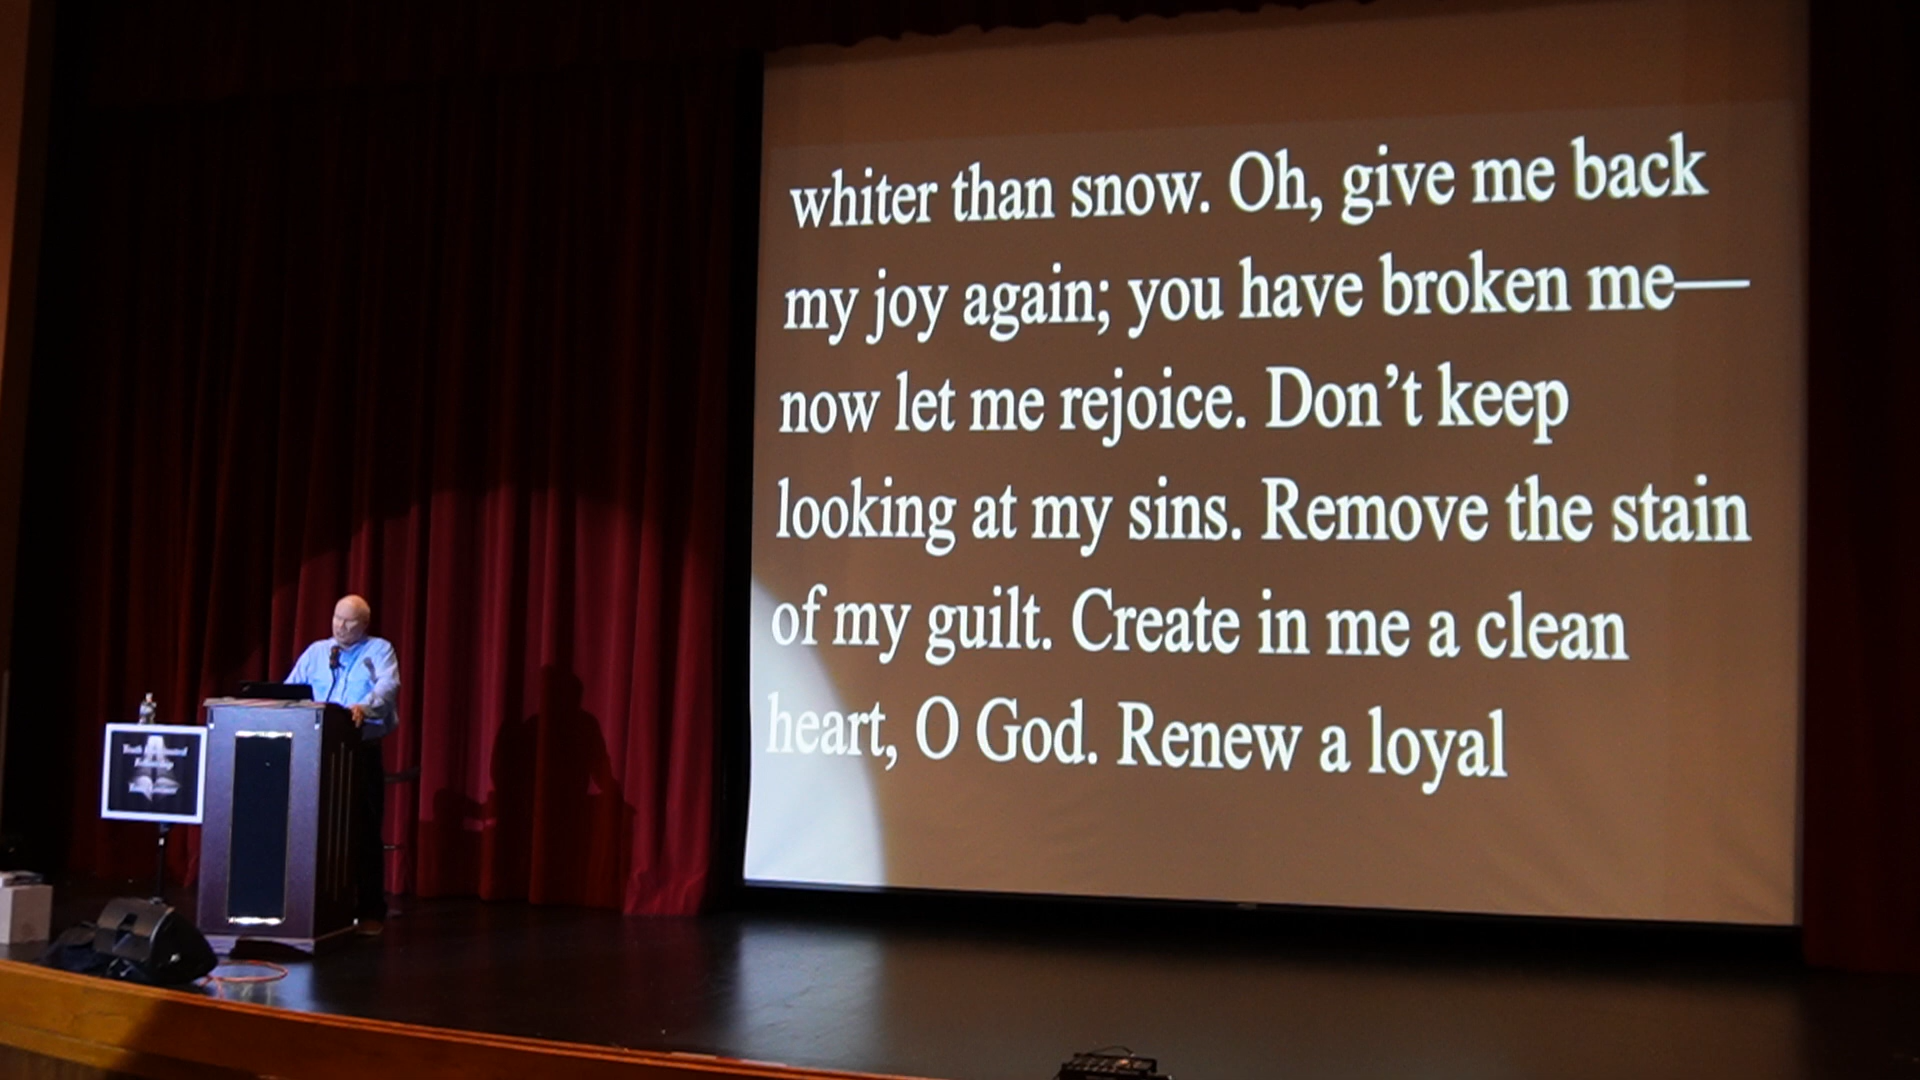 whiter than snow. Oh, give me back
my joy again; you have broken me—
now let me rejoice. Don’t keep
looking at my sins. Remove the stain
of my guilt. Create in me a clean
heart, O God. Renew a loyal
Truth
Fellowship